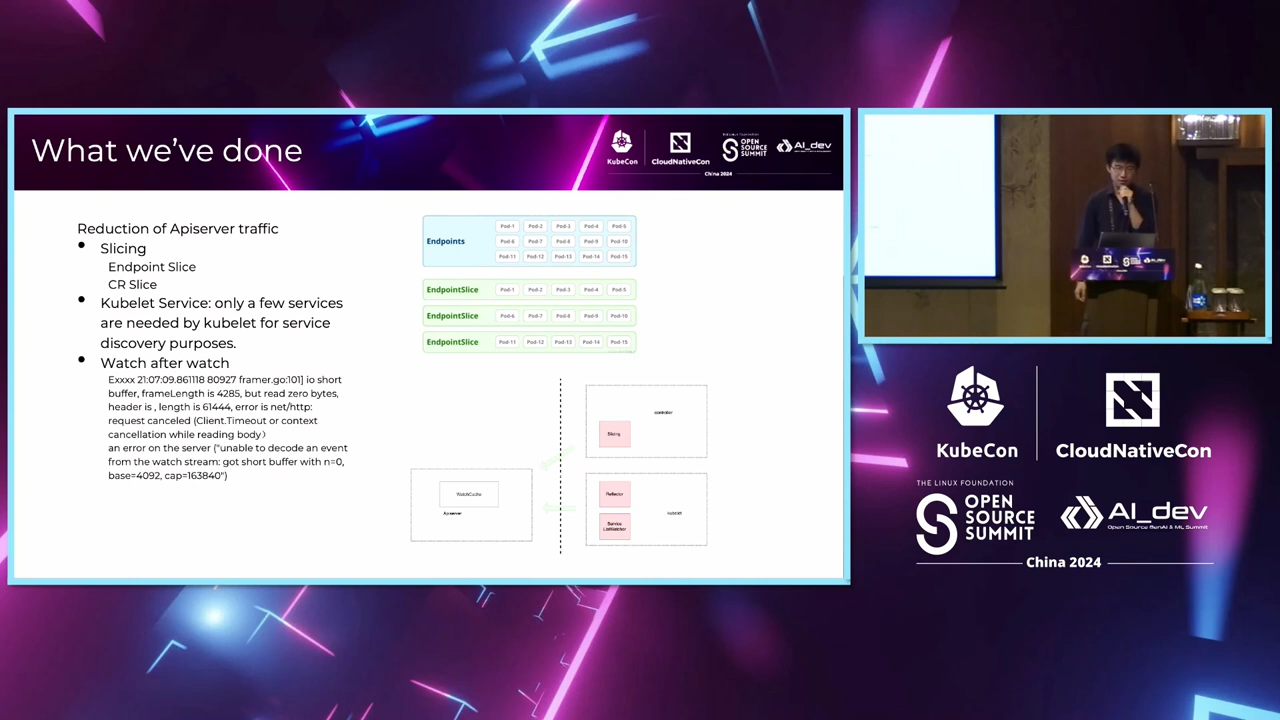 What we've done
KubeCon
CloudNativeCon
THE LINUX FOUNDATION
OPEN SOURCE SUMMIT
AI_dev
China 2024
Reduction of Apiserver traffic
• Slicing
Endpoint Slice
CR Slice
• Kubelet Service: only a few services
are needed by kubelet for service
discovery purposes.
• Watch after watch
Exxxx 21:07:09.861118 80927 framer.go:101] io short
buffer, frameLength is 4285, but read zero bytes,
header is , length is 61444, error is net/http:
request canceled (Client.Timeout or context
cancellation while reading body)
an error on the server ("unable to decode an event
from the watch stream: got short buffer with n=0,
base=4092, cap=163840")
Endpoints
Pod-1 Pod-2 Pod-3 Pod-4 Pod-5
Pod-6 Pod-7 Pod-8 Pod-9 Pod-10
Pod-11 Pod-12 Pod-13 Pod-14 Pod-15
EndpointSlice Pod-1 Pod-2 Pod-3 Pod-4 Pod-5
EndpointSlice Pod-6 Pod-7 Pod-8 Pod-9 Pod-10
EndpointSlice Pod-11 Pod-12 Pod-13 Pod-14 Pod-15
controller
Slicing
WatchCache
Apiserver
Reflector
Service
ListWatcher
kubelet
KubeCon
CloudNativeCon
THE LINUX FOUNDATION
OPEN
SOURCE
SUMMIT
AI_dev
Open Source GenAI & ML Summit
China 2024